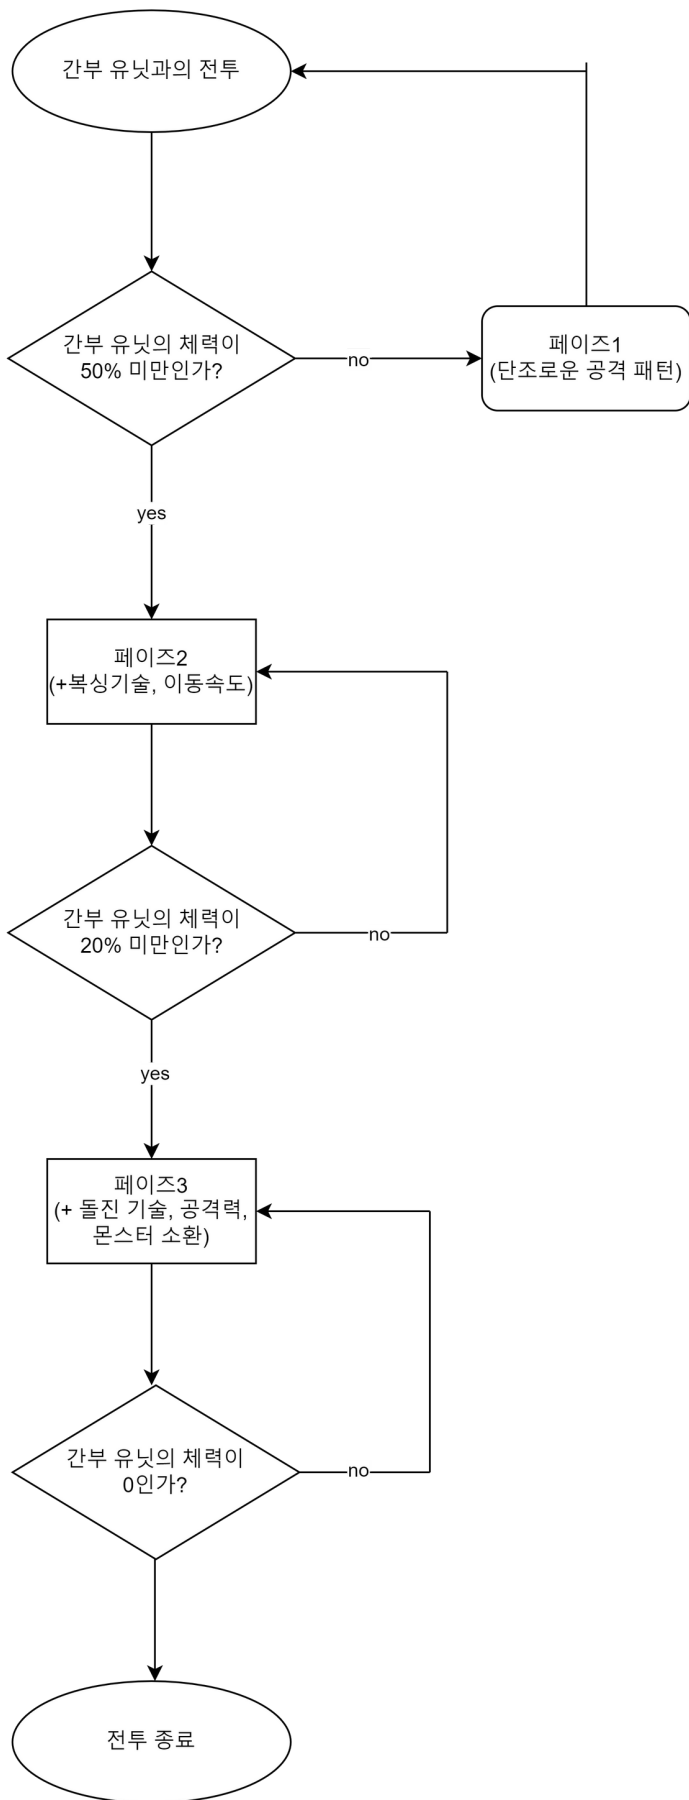 간부 유닛과의 전투
간부 유닛의 체력이
50% 미만인가?
no
페이즈1
(단조로운 공격 패턴)
yes
페이즈2
(+복싱기술, 이동속도)
간부 유닛의 체력이
20% 미만인가?
no
yes
페이즈3
(+ 돌진 기술, 공격력,
몬스터 소환)
간부 유닛의 체력이
0인가?
no
전투 종료